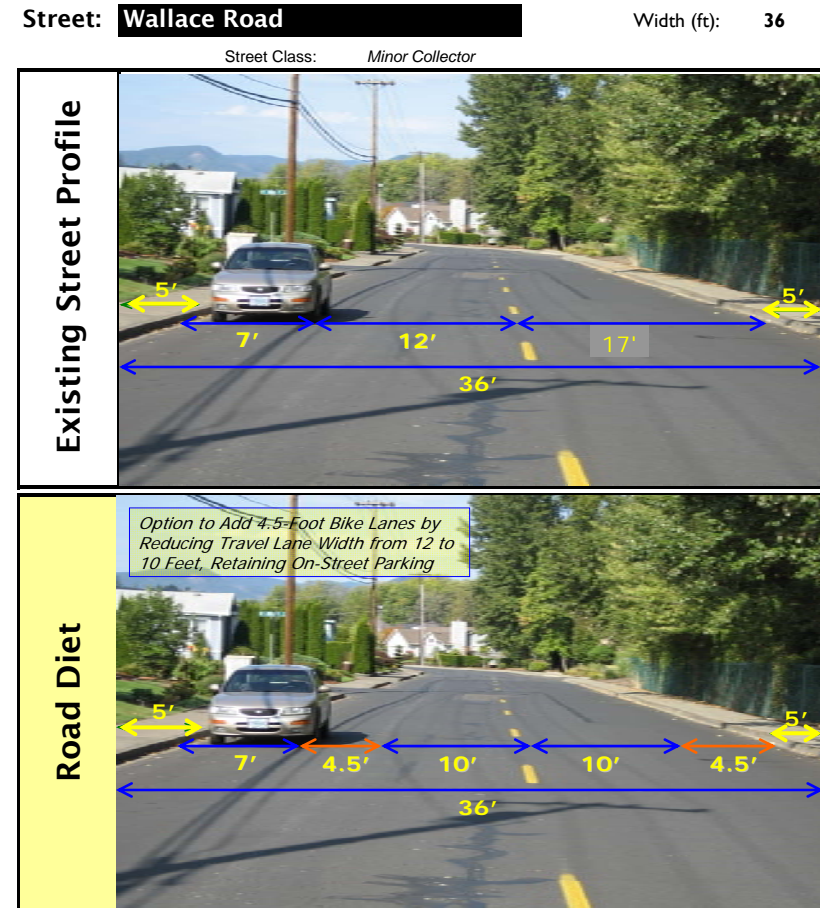 Street: Wallace Road Width (ft): 36
Street Class: Minor Collector
Existing Street Profile
5' 5'
7' 12' 17'
36'
Road Diet
Option to Add 4.5-Foot Bike Lanes by
Reducing Travel Lane Width from 12 to
10 Feet, Retaining On-Street Parking
5' 5'
7' 4.5' 10' 10' 4.5'
36'